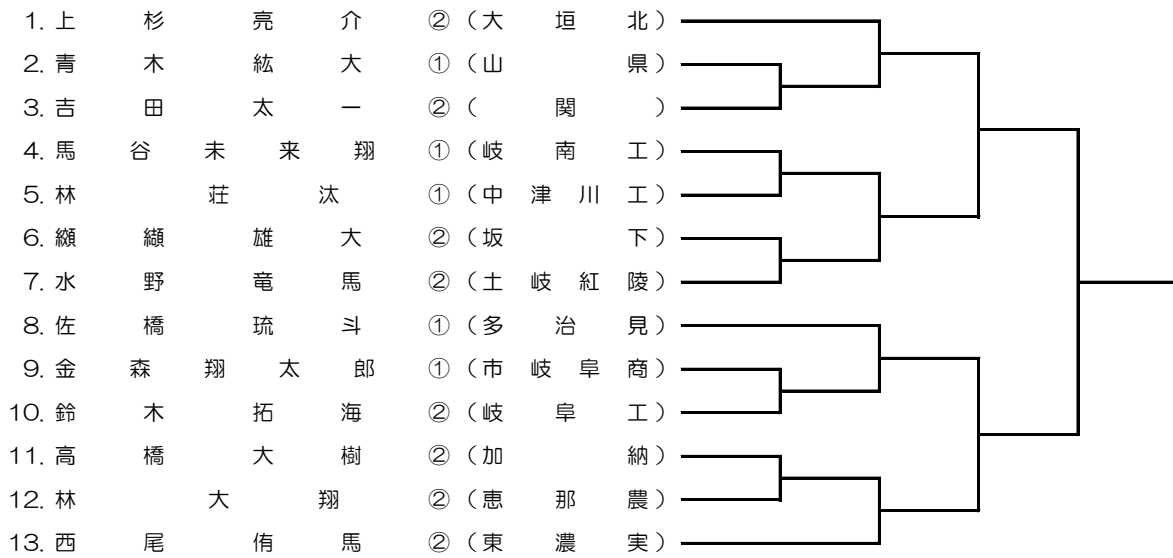 1. 上杉亮介 ② （大垣北）
2. 青木紘大 ① （山県）
3. 吉田太一 ② （関）
4. 馬谷未来翔 ① （岐南工）
5. 林荘汰 ① （中津川工）
6. 纐纈雄大 ② （坂下）
7. 水野竜馬 ② （土岐紅陵）
8. 佐橋琉斗 ① （多治見）
9. 金森翔太郎 ① （市岐阜商）
10. 鈴木拓海 ② （岐阜工）
11. 高橋大樹 ② （加納）
12. 林大翔 ② （恵那農）
13. 西尾侑馬 ② （東濃実）